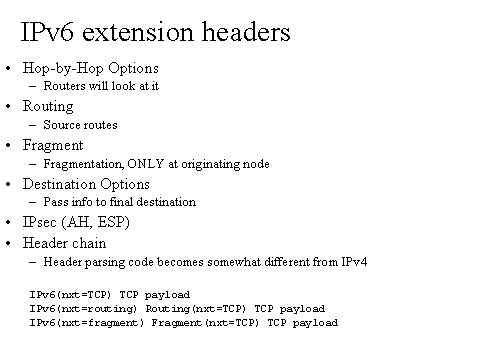 IPv6 extension headers
• Hop-by-Hop Options
– Routers will look at it
• Routing
– Source routes
• Fragment
– Fragmentation, ONLY at originating node
• Destination Options
– Pass info to final destination
• IPsec (AH, ESP)
• Header chain
– Header parsing code becomes somewhat different from IPv4
IPv6(nxt=TCP) TCP payload
IPv6(nxt=routing) Routing(nxt=TCP) TCP payload
IPv6(nxt=fragment) Fragment(nxt=TCP) TCP payload